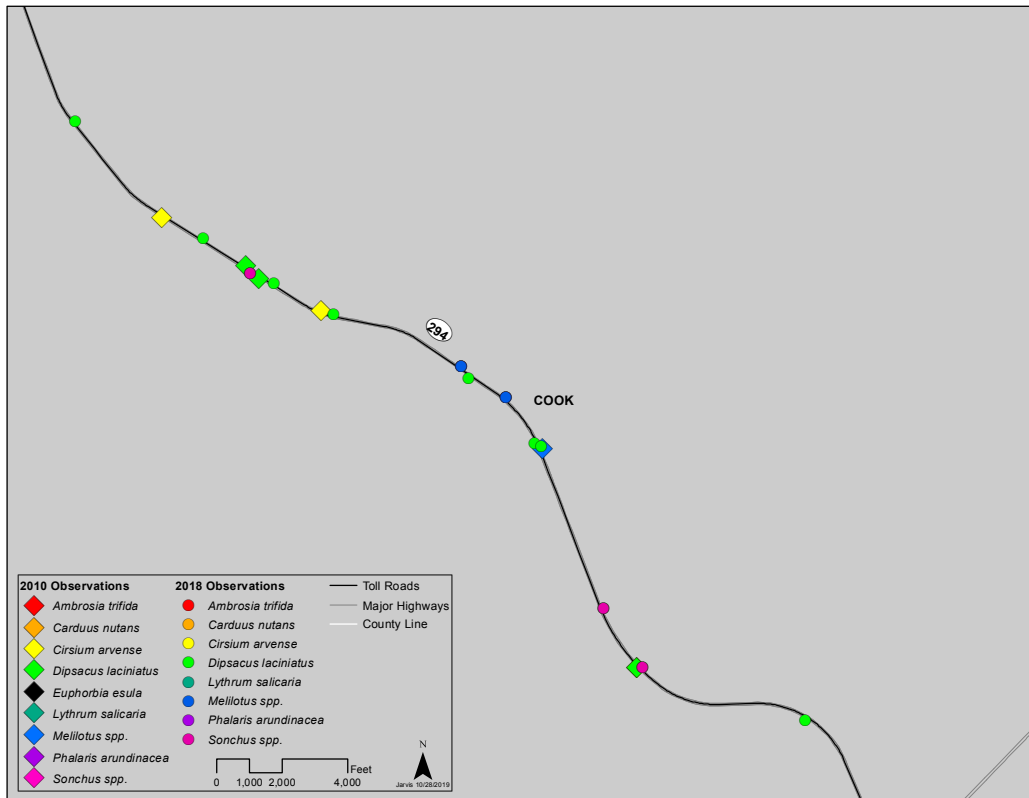 294
COOK
2010 Observations
Ambrosia trifida
Carduus nutans
Cirsium arvense
Dipsacus laciniatus
Euphorbia esula
Lythrum salicaria
Melilotus spp.
Phalaris arundinacea
Sonchus spp.
2018 Observations
Ambrosia trifida
Carduus nutans
Cirsium arvense
Dipsacus laciniatus
Lythrum salicaria
Melilotus spp.
Phalaris arundinacea
Sonchus spp.
Toll Roads
Major Highways
County Line
Feet
0 1,000 2,000 4,000
N
Jarvis 10/28/2019